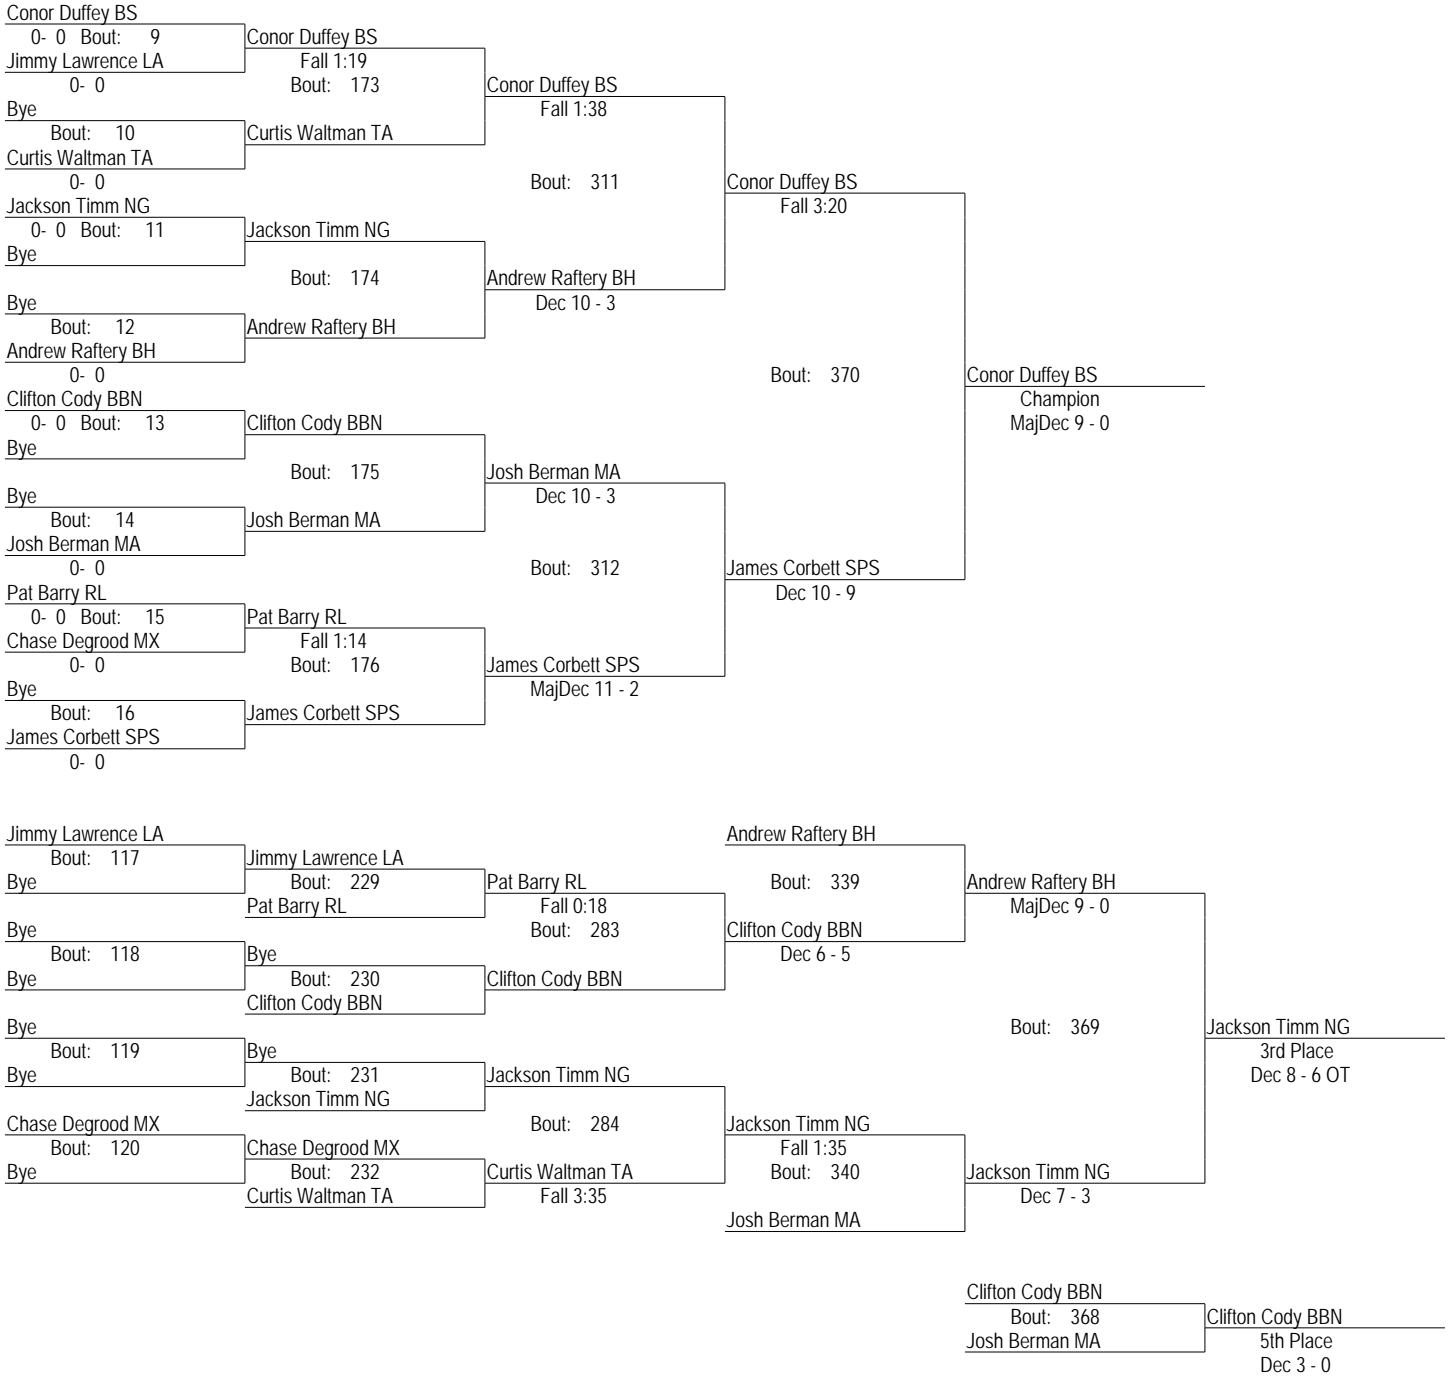 Conor Duffey BS
0- 0 Bout: 9 Conor Duffey BS
Jimmy Lawrence LA Fall 1:19
0- 0 Bout: 173 Conor Duffey BS
Bye Fall 1:38
Bout: 10 Curtis Waltman TA
Curtis Waltman TA
0- 0 Bout: 311 Conor Duffey BS
Jackson Timm NG Fall 3:20
0- 0 Bout: 11 Jackson Timm NG
Bye
Bout: 174 Andrew Raftery BH
Bye Dec 10 - 3
Bout: 12 Andrew Raftery BH
Andrew Raftery BH
0- 0 Bout: 370 Conor Duffey BS
Clifton Cody BBN Champion
0- 0 Bout: 13 Clifton Cody BBN MajDec 9 - 0
Bye
Bout: 175 Josh Berman MA
Bye Dec 10 - 3
Bout: 14 Josh Berman MA
Josh Berman MA
0- 0 Bout: 312 James Corbett SPS
Pat Barry RL Dec 10 - 9
0- 0 Bout: 15 Pat Barry RL
Chase Degrood MX Fall 1:14
0- 0 Bout: 176 James Corbett SPS
Bye MajDec 11 - 2
Bout: 16 James Corbett SPS
James Corbett SPS
0- 0
Jimmy Lawrence LA Andrew Raftery BH
Bout: 117 Jimmy Lawrence LA
Bye Bout: 229 Pat Barry RL Bout: 339 Andrew Raftery BH
Pat Barry RL Fall 0:18 MajDec 9 - 0
Bye Bout: 283 Clifton Cody BBN
Bout: 118 Bye Dec 6 - 5
Bye Bout: 230 Clifton Cody BBN
Clifton Cody BBN
Bye Bout: 369 Jackson Timm NG
Bout: 119 Bye 3rd Place
Bye Bout: 231 Jackson Timm NG Dec 8 - 6 OT
Jackson Timm NG
Chase Degrood MX Bout: 284 Jackson Timm NG
Bout: 120 Chase Degrood MX Fall 1:35
Bye Bout: 232 Curtis Waltman TA Bout: 340 Jackson Timm NG
Curtis Waltman TA Fall 3:35 Dec 7 - 3
Josh Berman MA
Clifton Cody BBN
Bout: 368 Clifton Cody BBN
Josh Berman MA 5th Place
Dec 3 - 0